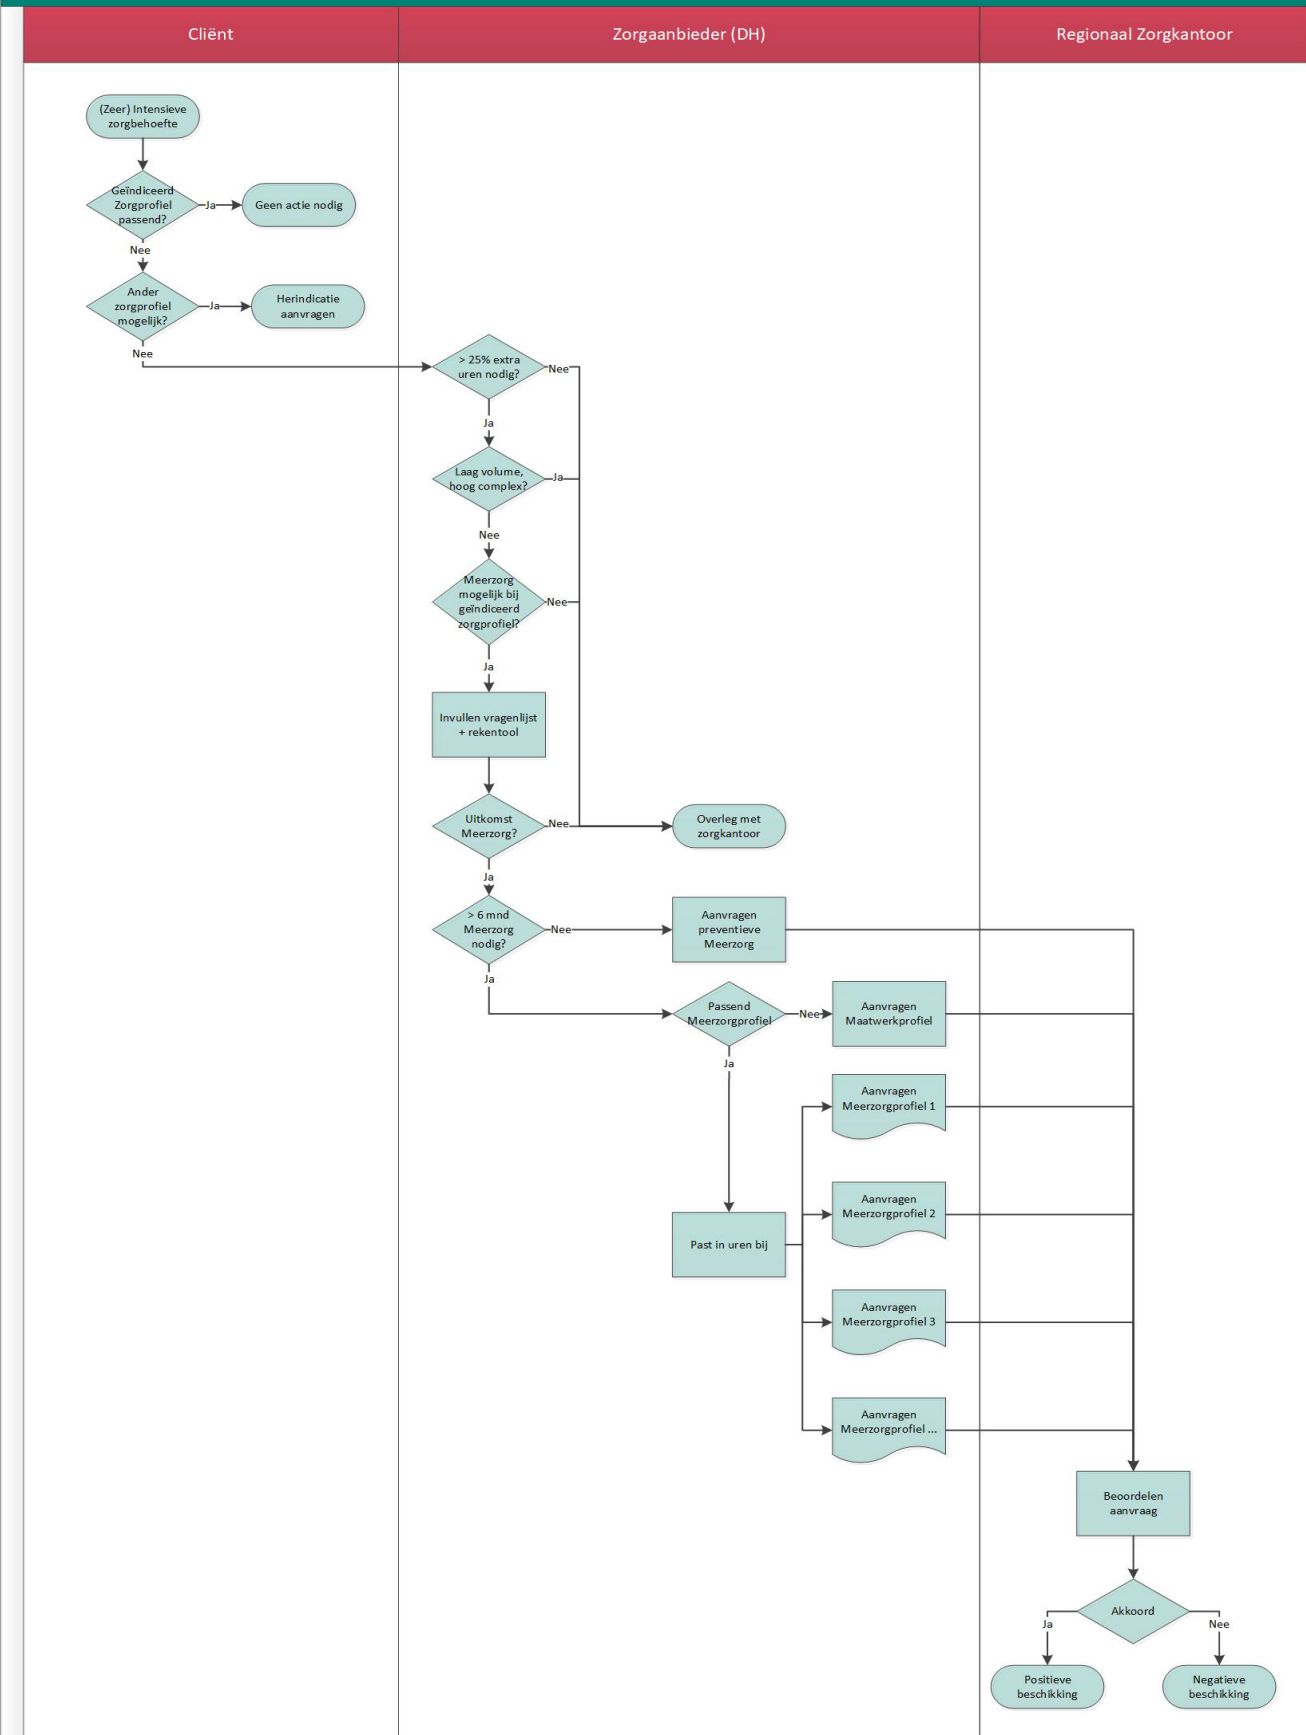 Cliënt
Zorgaanbieder (DH)
Regionaal Zorgkantoor
(Zeer) Intensieve
zorgbehoefte
Geïndiceerd
Zorgprofiel
passend?
Ja
Geen actie nodig
Nee
Ander
zorgprofiel
mogelijk?
Ja
Herindicatie
aanvragen
Nee
> 25% extra
uren nodig?
Nee
Ja
Laag volume,
hoog complex?
Ja
Nee
Meerzorg
mogelijk bij
geïndiceerd
zorgprofiel?
Nee
Ja
Invullen vragenlijst
+ rekentool
Uitkomst
Meerzorg?
Nee
Overleg met
zorgkantoor
Ja
> 6 mnd
Meerzorg
nodig?
Nee
Aanvragen
preventieve
Meerzorg
Ja
Passend
Meerzorgprofiel
Nee
Aanvragen
Maatwerkprofiel
Ja
Aanvragen
Meerzorgprofiel 1
Aanvragen
Meerzorgprofiel 2
Past in uren bij
Aanvragen
Meerzorgprofiel 3
Aanvragen
Meerzorgprofiel ...
Beoordelen
aanvraag
Akkoord
Ja
Nee
Positieve
beschikking
Negatieve
beschikking